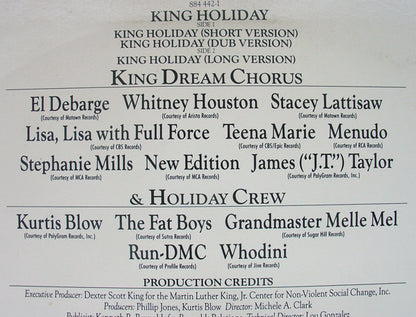 884 442-1
KING HOLIDAY
SIDE 1
KING HOLIDAY (SHORT VERSION)
KING HOLIDAY (DUB VERSION)
SIDE 2
KING HOLIDAY (LONG VERSION)
KING DREAM CHORUS
El Debarge Whitney Houston Stacey Lattisaw
(Courtesy of Motown Records) (Courtesy of Arista Records) (Courtesy of Motown Records)
Lisa, Lisa with Full Force Teena Marie Menudo
(Courtesy of CBS Records) (Courtesy of CBS/Epic Records) (Courtesy of RCA Records)
Stephanie Mills New Edition James ("J.T.") Taylor
(Courtesy of MCA Records) (Courtesy of MCA Records) (Courtesy of PolyGram Records, Inc.)
& HOLIDAY CREW
Kurtis Blow The Fat Boys Grandmaster Melle Mel
(Courtesy of PolyGram Records, Inc.) (Courtesy of Sutra Records) (Courtesy of Sugar Hill Records)
Run-DMC Whodini
(Courtesy of Profile Records) (Courtesy of Jive Records)
PRODUCTION CREDITS
Executive Producer: Dexter Scott King for the Martin Luther King, Jr. Center for Non-Violent Social Change, Inc.
Producers: Phillip Jones, Kurtis Blow Director: Michele A. Clark